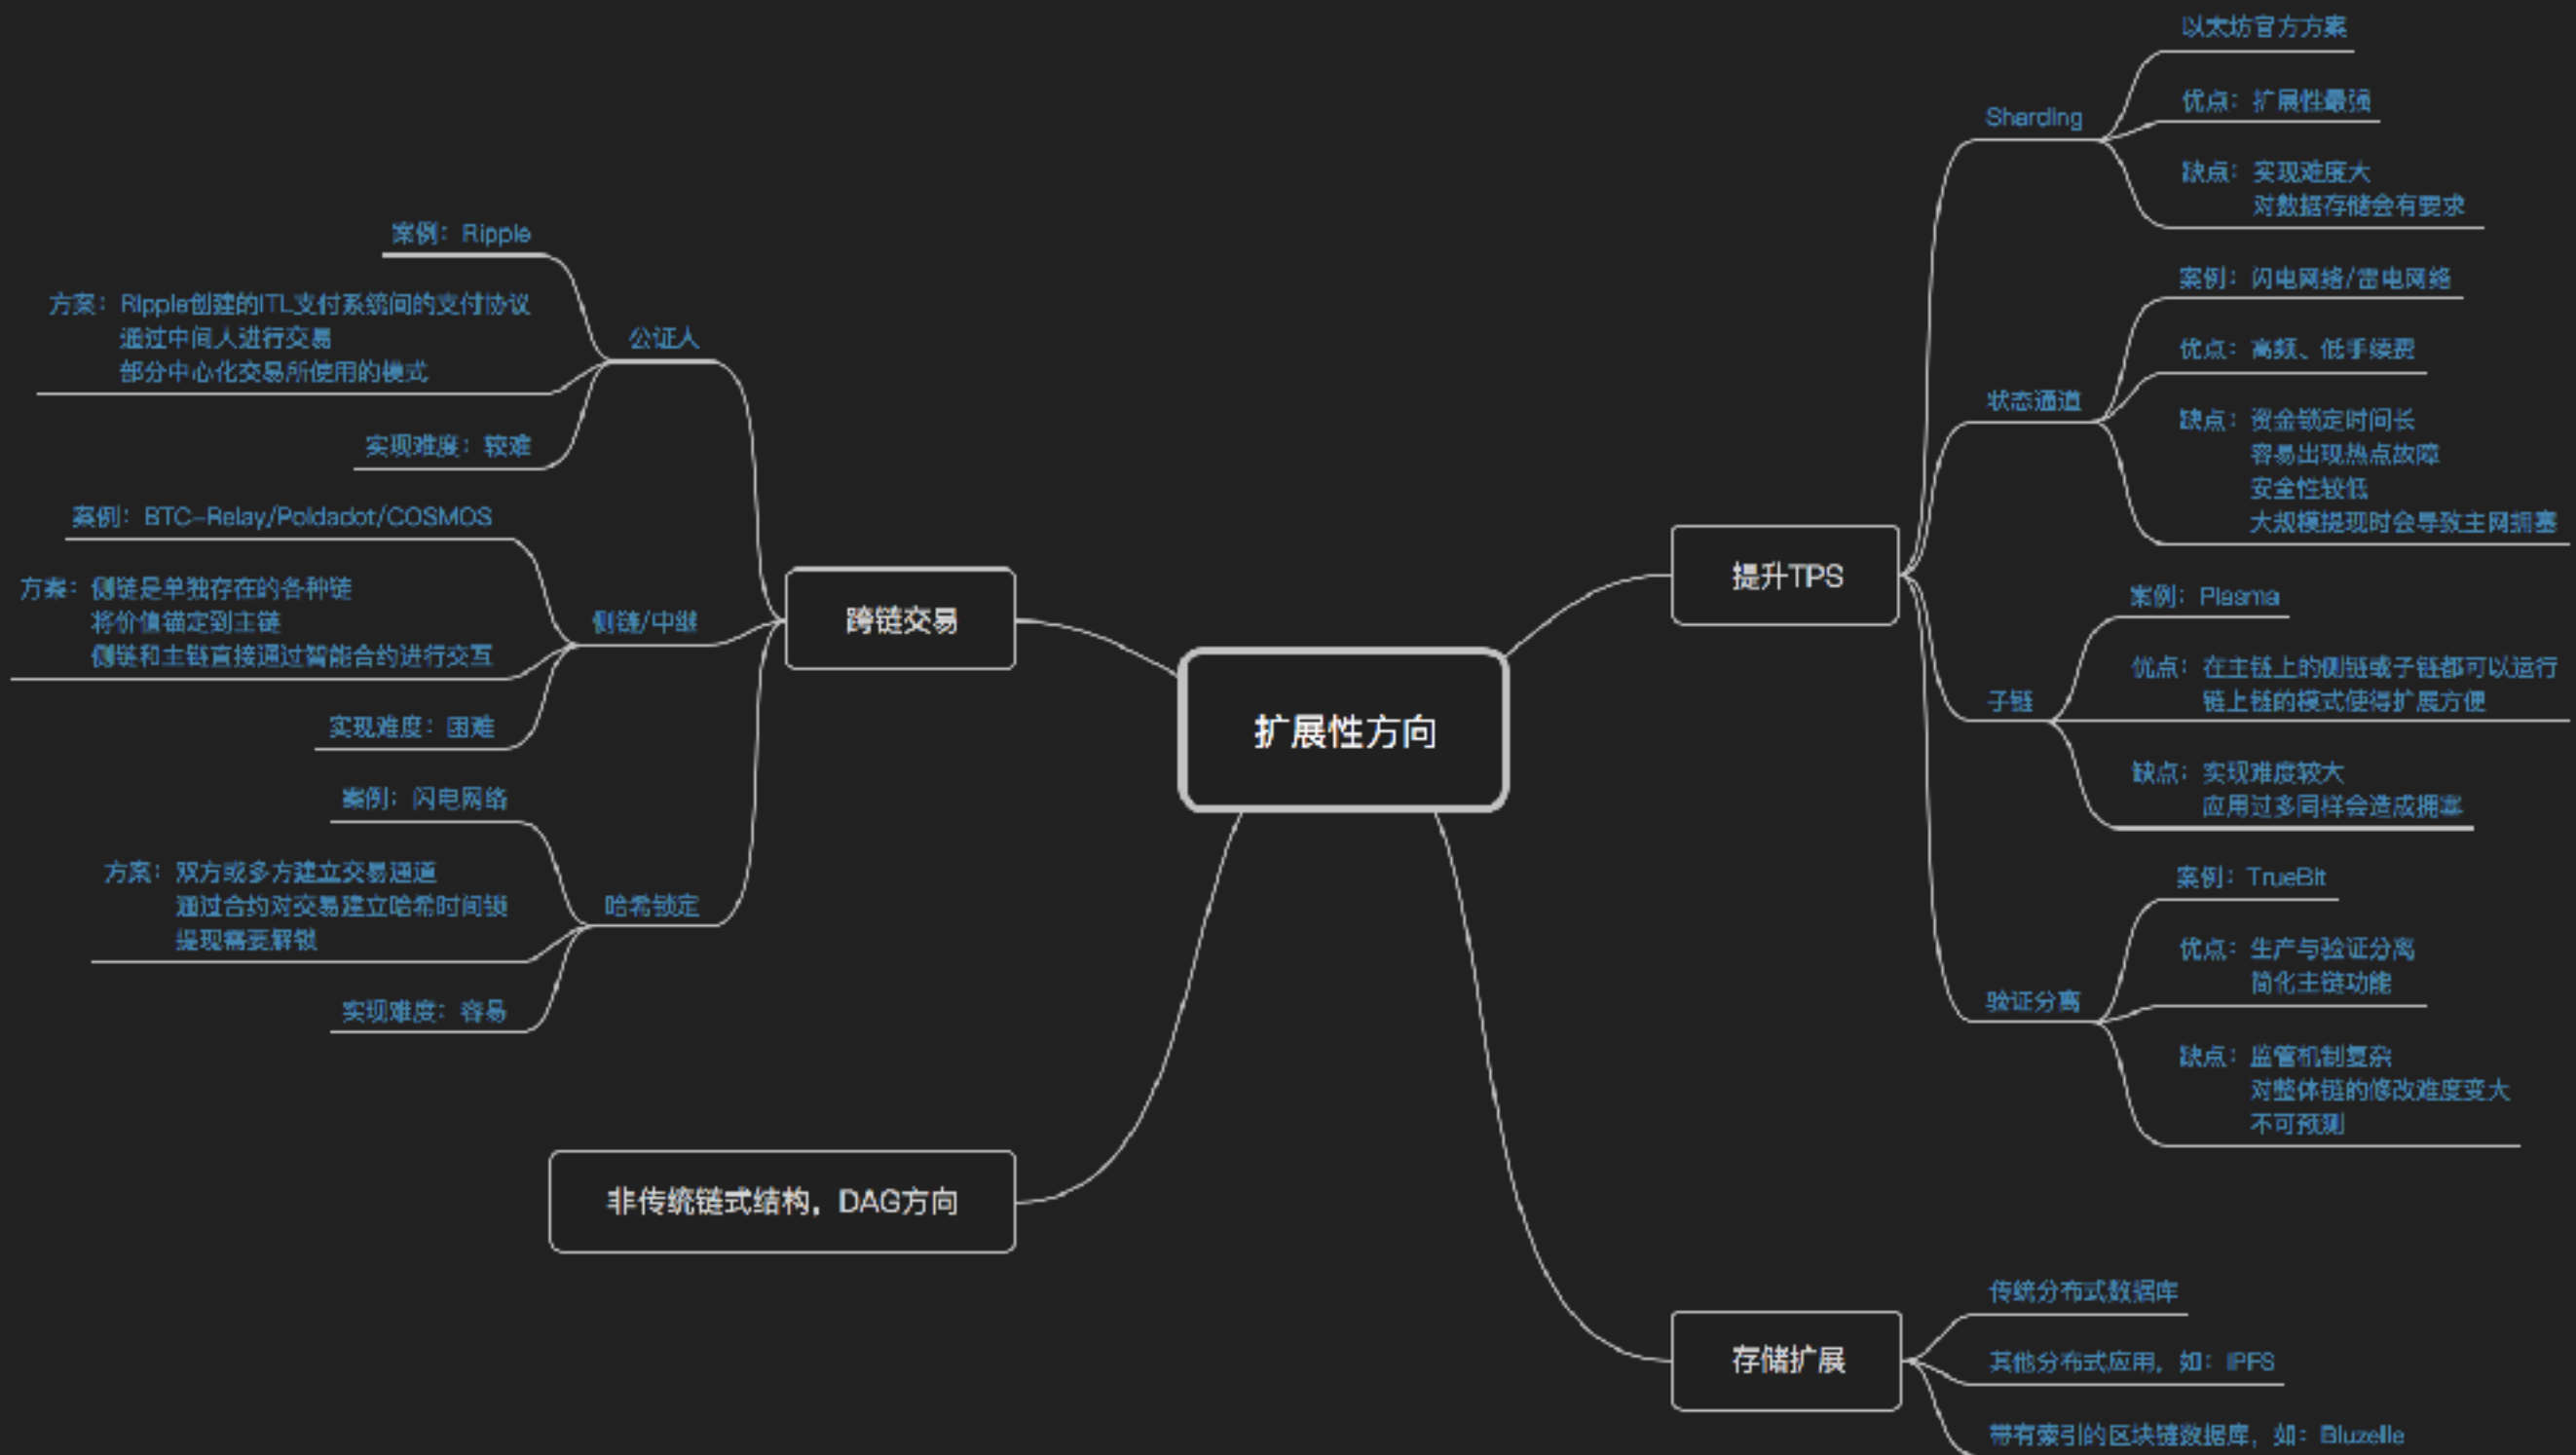 扩展性方向
提升TPS
Sharding
以太坊官方方案
优点：扩展性最强
缺点：实现难度大
对数据存储会有要求
状态通道
案例：闪电网络/雷电网络
优点：高频、低手续费
缺点：资金锁定时间长
容易出现热点故障
安全性较低
大规模提现时会导致主网拥塞
子链
案例：Plasma
优点：在主链上的侧链或子链都可以运行
链上链的模式使得扩展方便
缺点：实现难度较大
应用过多同样会造成拥塞
验证分离
案例：TrueBit
优点：生产与验证分离
简化主链功能
缺点：监管机制复杂
对整体链的修改难度变大
不可预测
存储扩展
传统分布式数据库
其他分布式应用，如：IPFS
带有索引的区块链数据库，如：Bluzelle
跨链交易
公证人
案例：Ripple
方案：Ripple创建的ITL支付系统间的支付协议
通过中间人进行交易
部分中心化交易所使用的模式
实现难度：较难
侧链/中继
案例：BTC-Relay/Poldadot/COSMOS
方案：侧链是单独存在的各种链
将价值锚定到主链
侧链和主链直接通过智能合约进行交互
实现难度：困难
哈希锁定
案例：闪电网络
方案：双方或多方建立交易通道
通过合约对交易建立哈希时间锁
提现需要解锁
实现难度：容易
非传统链式结构，DAG方向